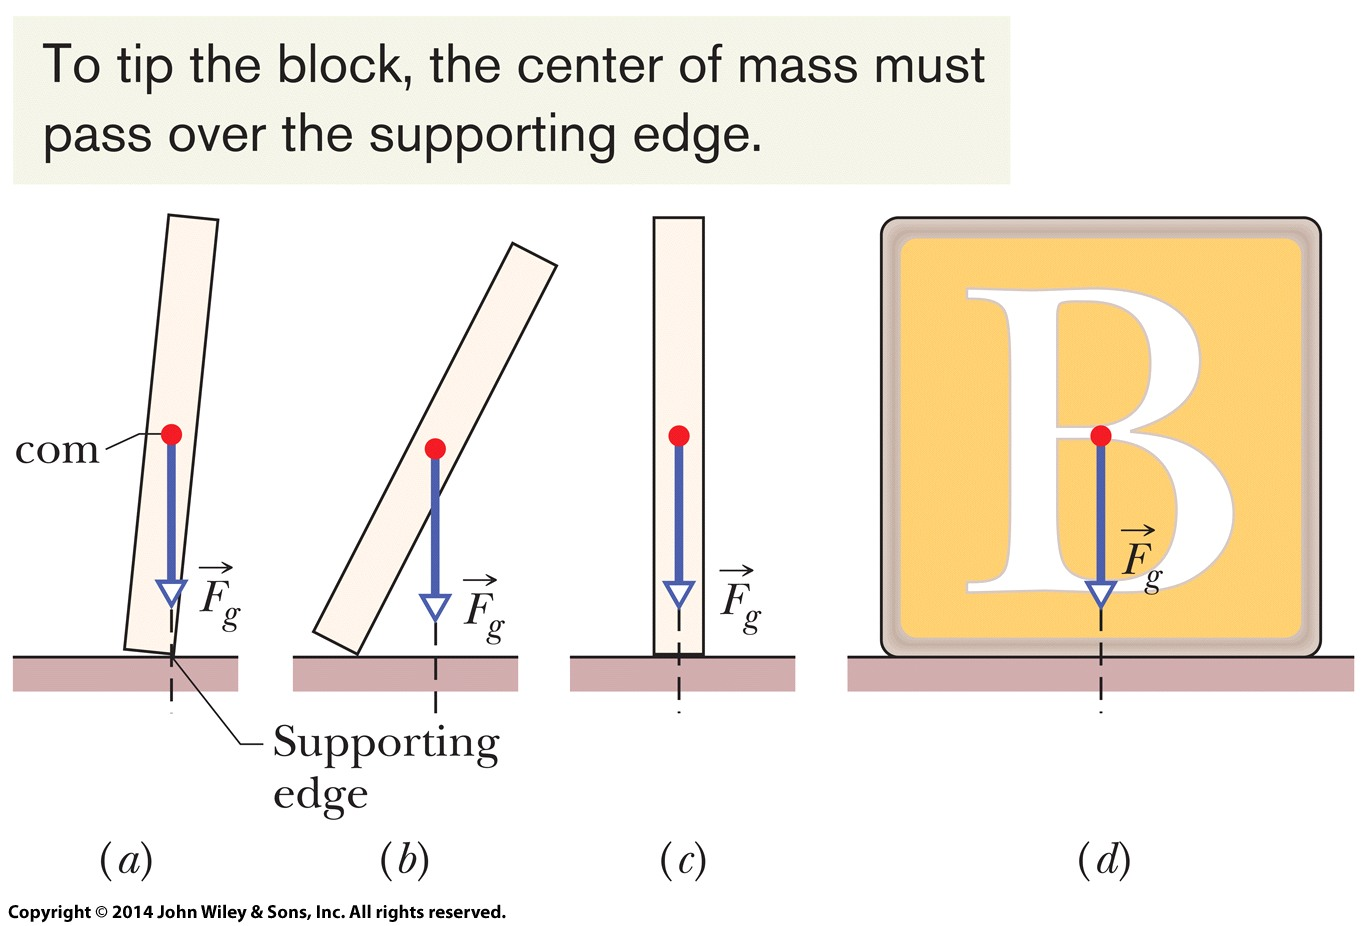 To tip the block, the center of mass must
pass over the supporting edge.
com
F⃗g
F⃗g
F⃗g
B
F⃗g
Supporting
edge
(a)
(b)
(c)
(d)
Copyright © 2014 John Wiley & Sons, Inc. All rights reserved.